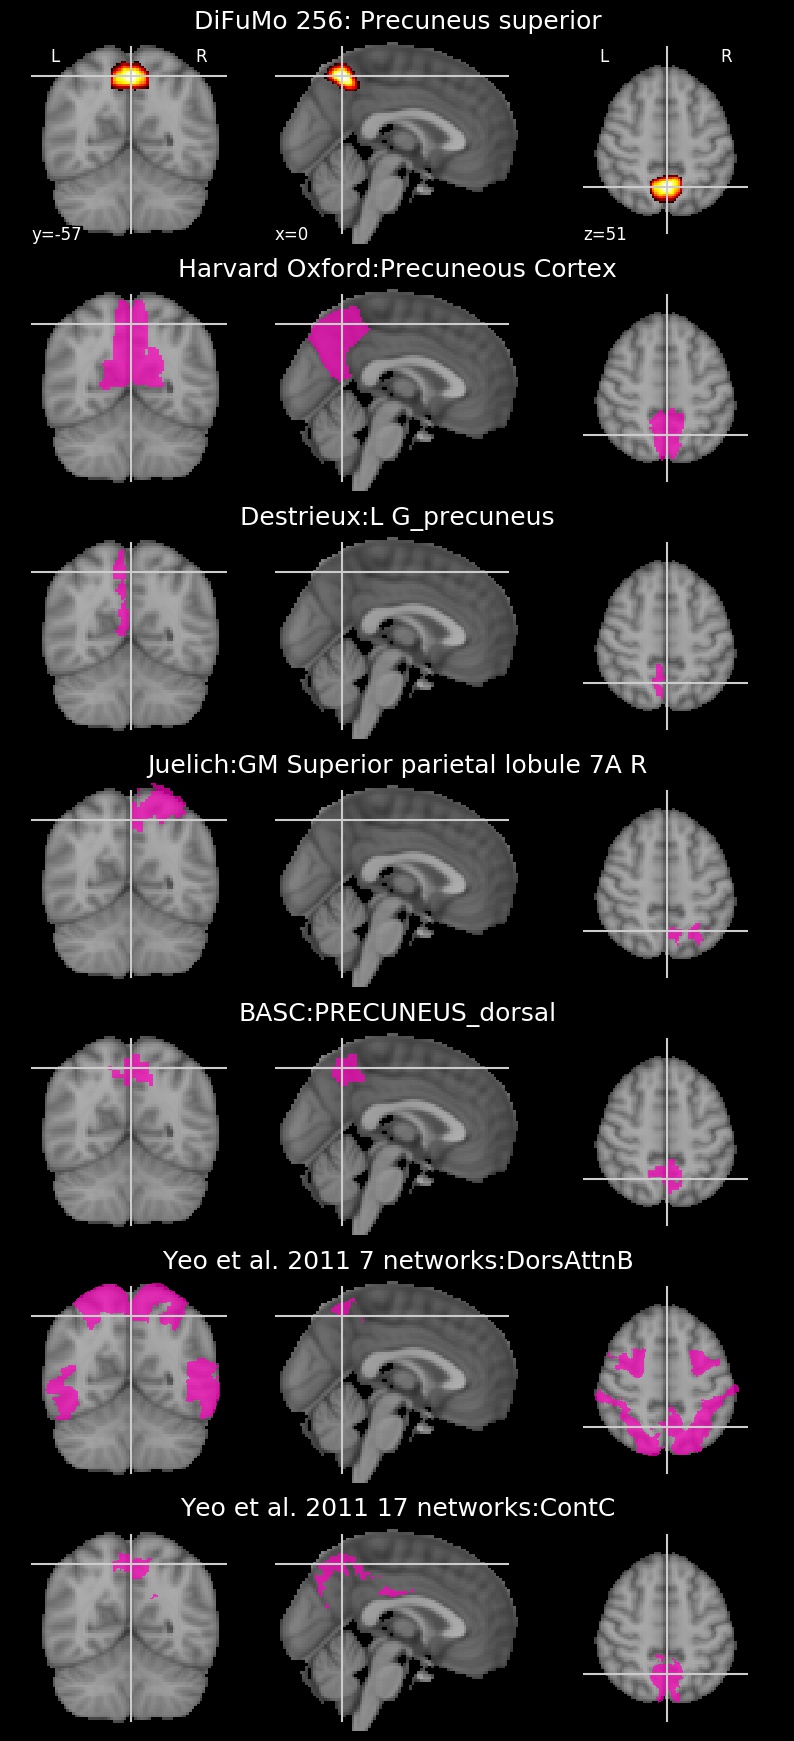 DiFuMo 256: Precuneus superior
L R L R
y=-57 x=0 z=51
Harvard Oxford:Precuneous Cortex
Destrieux:L G_precuneus
Juelich:GM Superior parietal lobule 7A R
BASC:PRECUNEUS_dorsal
Yeo et al. 2011 7 networks:DorsAttnB
Yeo et al. 2011 17 networks:ContC